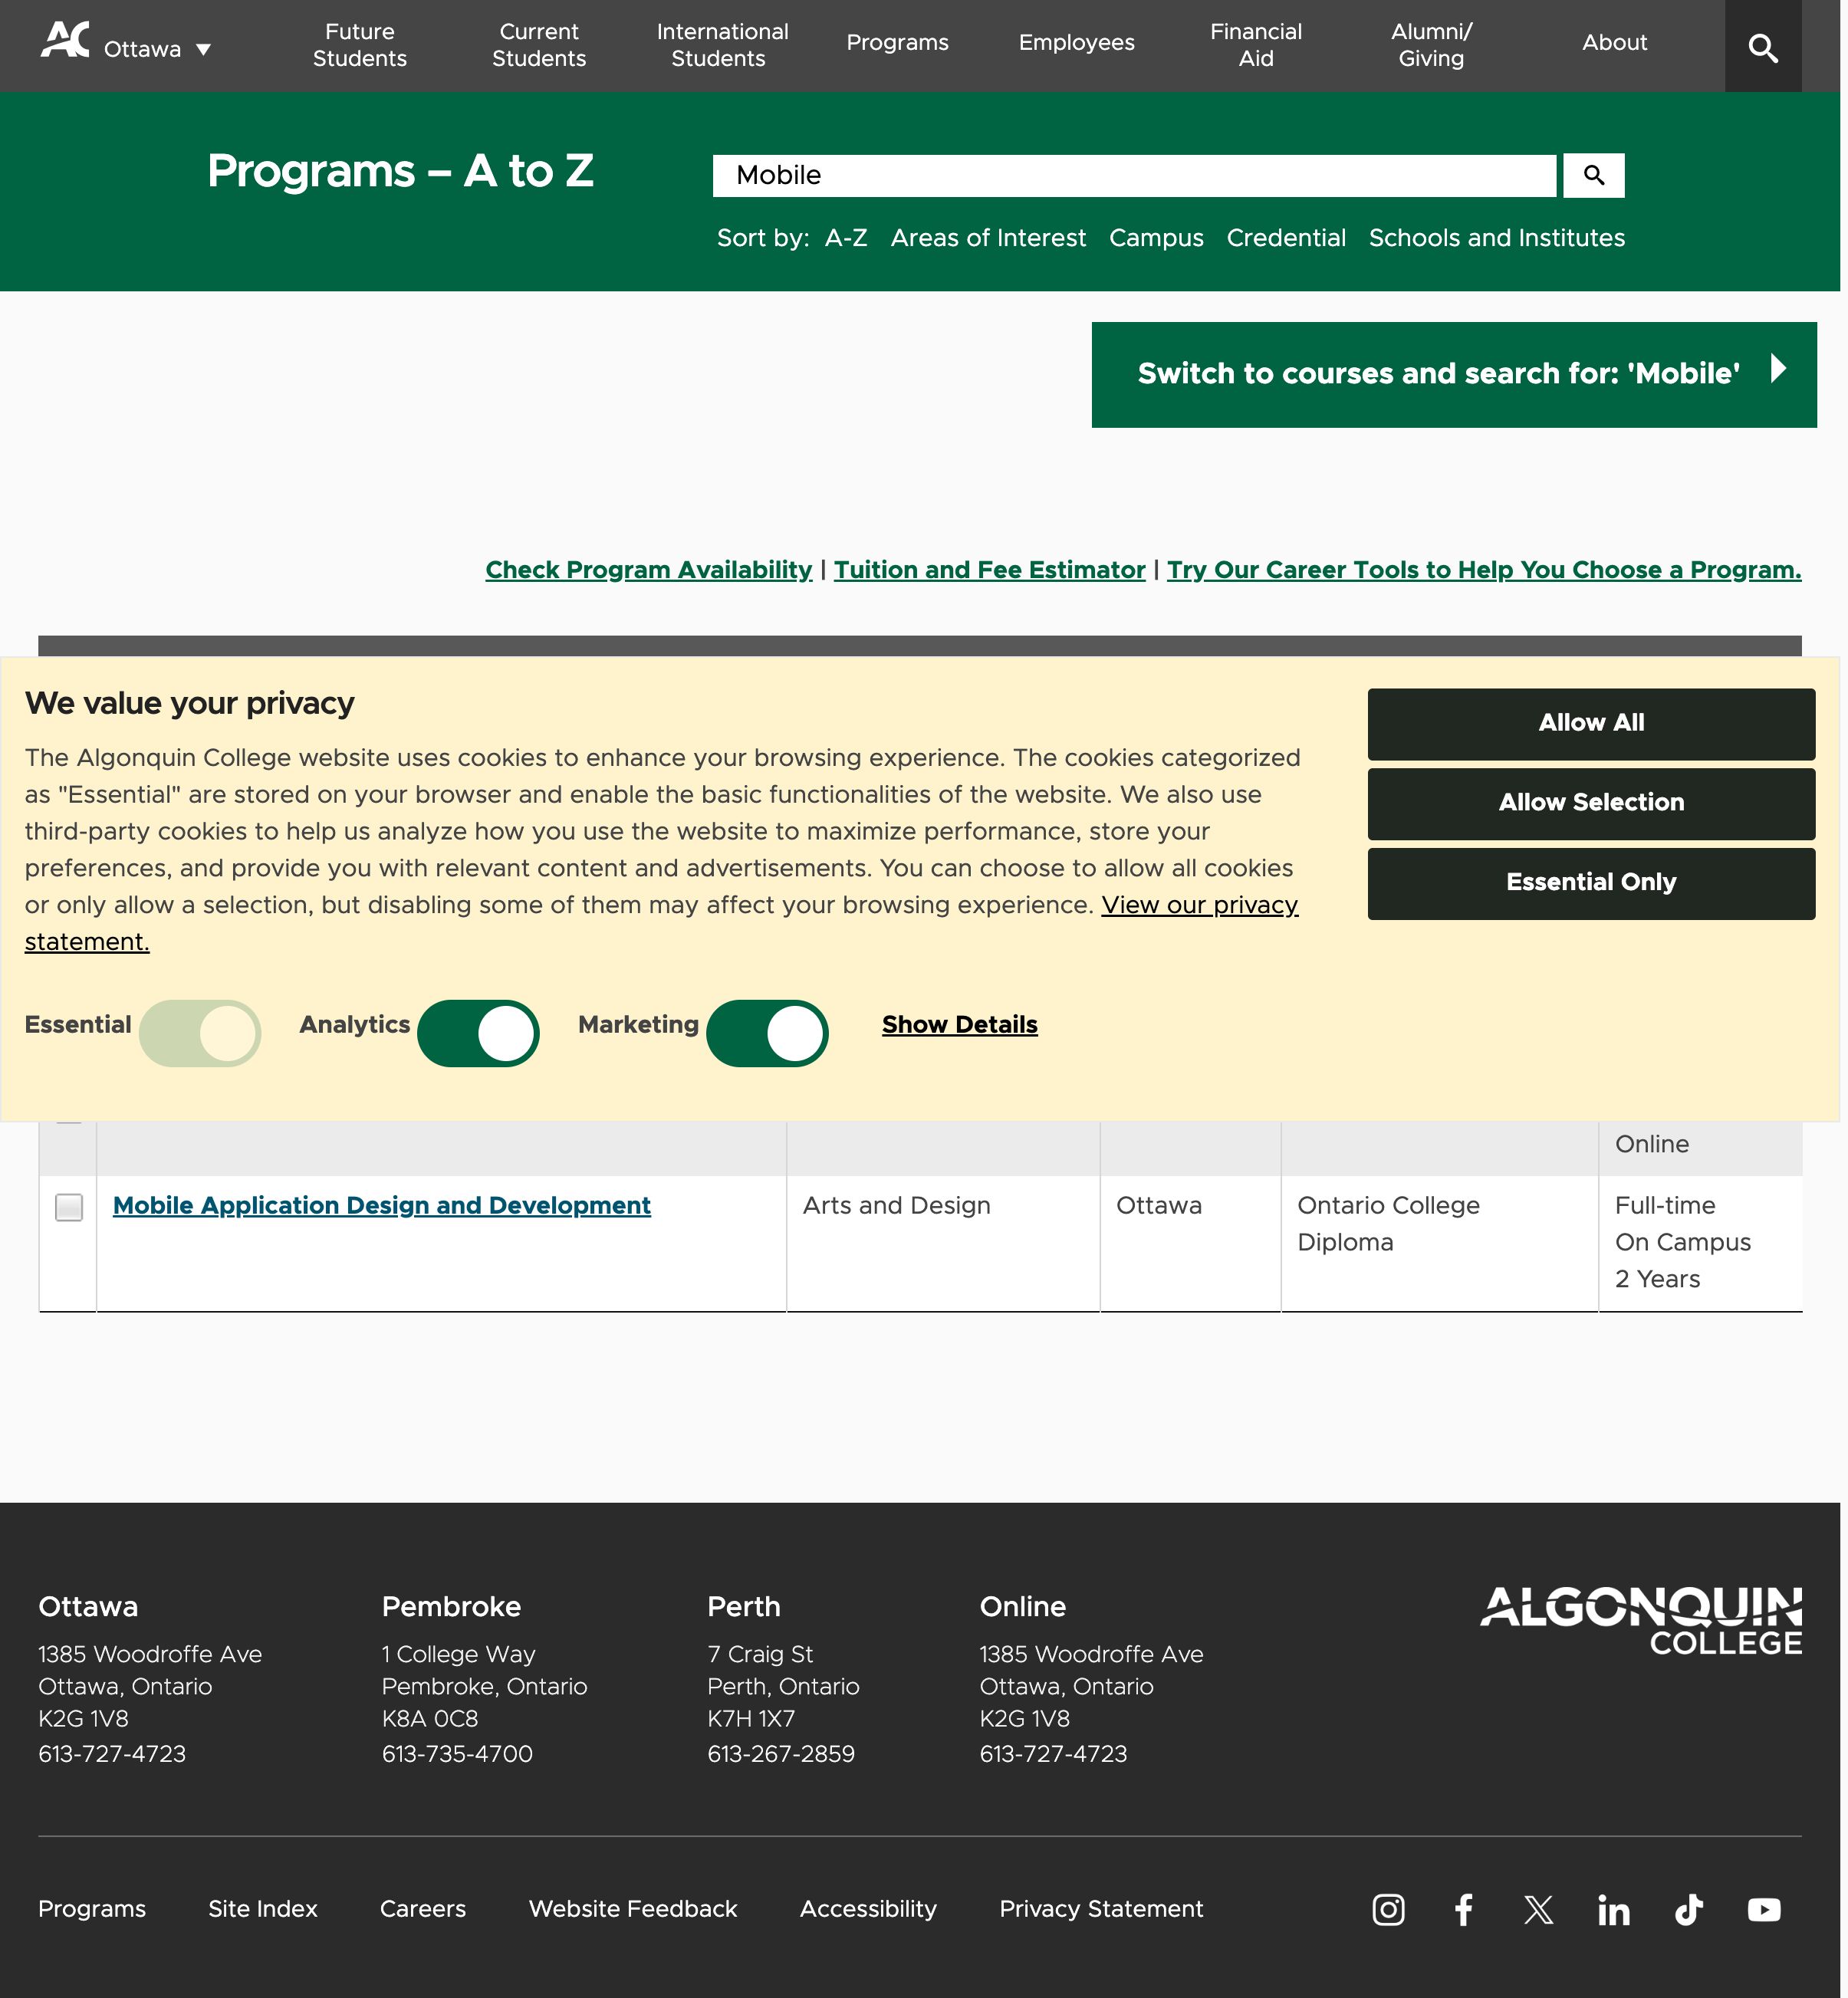 AC Ottawa
Future
Students
Current
Students
International
Students
Programs
Employees
Financial
Aid
Alumni/
Giving
About
Programs – A to Z
Mobile
Sort by: A-Z Areas of Interest Campus Credential Schools and Institutes
Switch to courses and search for: 'Mobile'
Check Program Availability | Tuition and Fee Estimator | Try Our Career Tools to Help You Choose a Program.
We value your privacy
The Algonquin College website uses cookies to enhance your browsing experience. The cookies categorized
as "Essential" are stored on your browser and enable the basic functionalities of the website. We also use
third-party cookies to help us analyze how you use the website to maximize performance, store your
preferences, and provide you with relevant content and advertisements. You can choose to allow all cookies
or only allow a selection, but disabling some of them may affect your browsing experience. View our privacy
statement.
Allow All
Allow Selection
Essential Only
Essential Analytics Marketing Show Details
Online
Mobile Application Design and Development
Arts and Design
Ottawa
Ontario College
Diploma
Full-time
On Campus
2 Years
Ottawa
1385 Woodroffe Ave
Ottawa, Ontario
K2G 1V8
613-727-4723
Pembroke
1 College Way
Pembroke, Ontario
K8A 0C8
613-735-4700
Perth
7 Craig St
Perth, Ontario
K7H 1X7
613-267-2859
Online
1385 Woodroffe Ave
Ottawa, Ontario
K2G 1V8
613-727-4723
ALGONQUIN
COLLEGE
Programs Site Index Careers Website Feedback Accessibility Privacy Statement